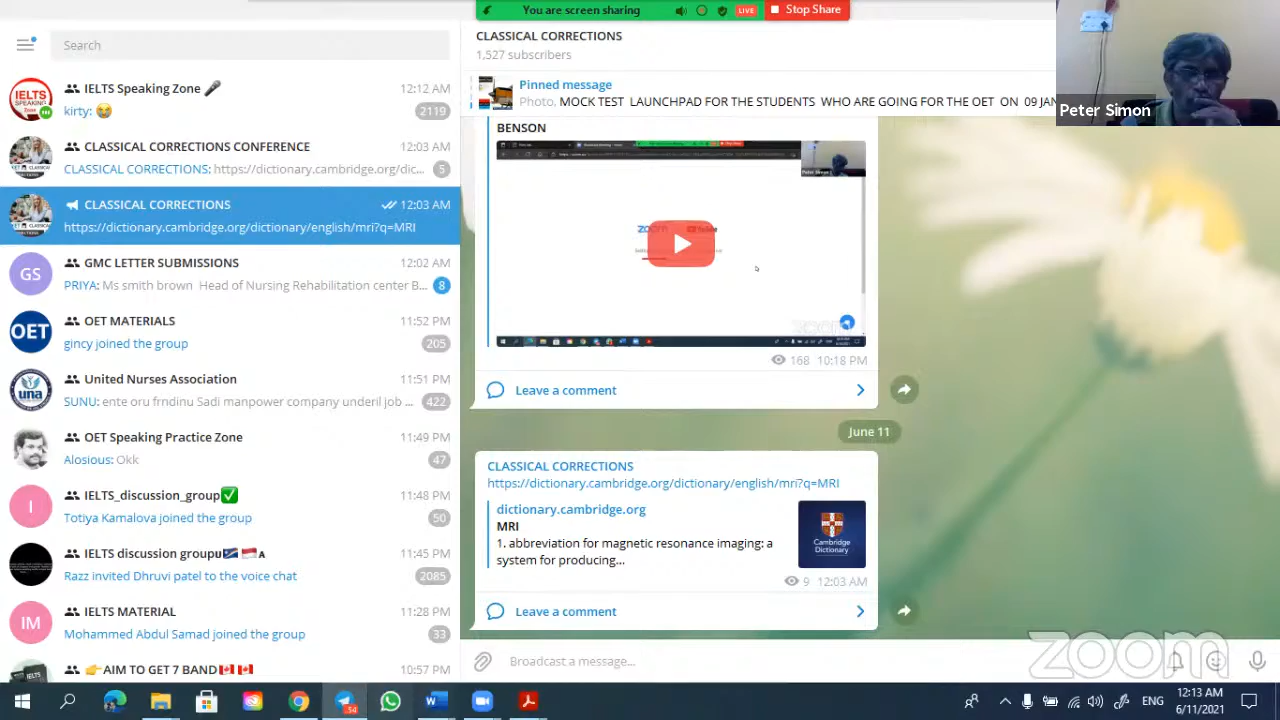 You are screen sharing
LIVE
Stop Share
Search
IELTS Speaking Zone 🎤
12:12 AM
kirty: 😭
2119
CLASSICAL CORRECTIONS CONFERENCE
12:03 AM
CLASSICAL CORRECTIONS: https://dictionary.cambridge.org/dic...
5
CLASSICAL CORRECTIONS
12:03 AM
https://dictionary.cambridge.org/dictionary/english/mri?q=MRI
GS
GMC LETTER SUBMISSIONS
12:02 AM
PRIYA: Ms smith brown Head of Nursing Rehabilitation center B...
8
OET
OET MATERIALS
11:52 PM
gincy joined the group
205
una
United Nurses Association
11:51 PM
SUNU: ente oru frndinu Sadi manpower company underil job ...
422
OET Speaking Practice Zone
11:49 PM
Alosious: Okk
47
I
IELTS_discussion_group✅
11:48 PM
Totiya Kamalova joined the group
50
IELTS discussion groupu
11:45 PM
Razz invited Dhruvi patel to the voice chat
2085
IM
IELTS MATERIAL
11:28 PM
Mohammed Abdul Samad joined the group
33
👉AIM TO GET 7 BAND🇨🇦🇨🇦
10:57 PM
CLASSICAL CORRECTIONS
1,527 subscribers
Pinned message
Photo, MOCK TEST LAUNCHPAD FOR THE STUDENTS WHO ARE GOING FOR THE OET ON 09 JAN
Peter Simon
BENSON
zoom
YouTube
168 10:18 PM
Leave a comment
June 11
CLASSICAL CORRECTIONS
https://dictionary.cambridge.org/dictionary/english/mri?q=MRI
dictionary.cambridge.org
MRI
1. abbreviation for magnetic resonance imaging: a
system for producing...
Cambridge
Dictionary
9 12:03 AM
Leave a comment
Broadcast a message...
zoom
54
ENG
12:13 AM
6/11/2021